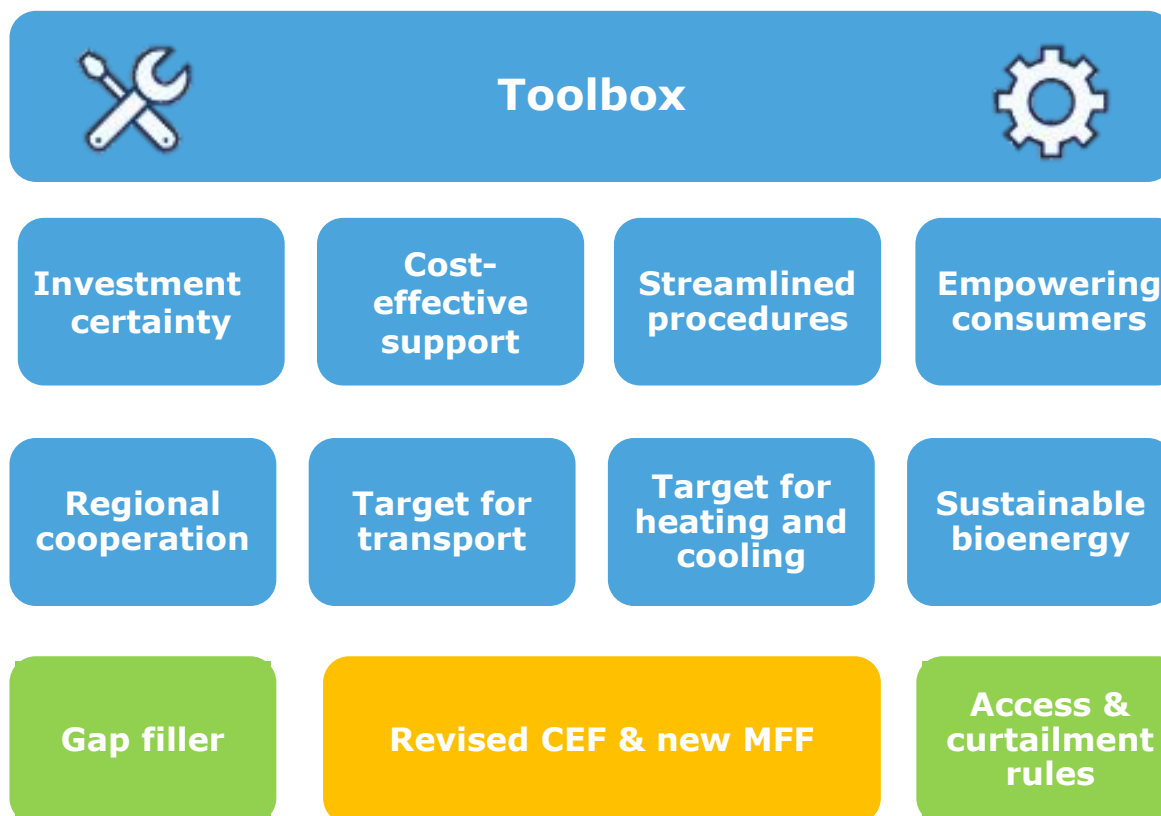 Toolbox
Investment
certainty
Cost-
effective
support
Streamlined
procedures
Empowering
consumers
Regional
cooperation
Target for
transport
Target for
heating and
cooling
Sustainable
bioenergy
Gap filler
Revised CEF & new MFF
Access &
curtailment
rules